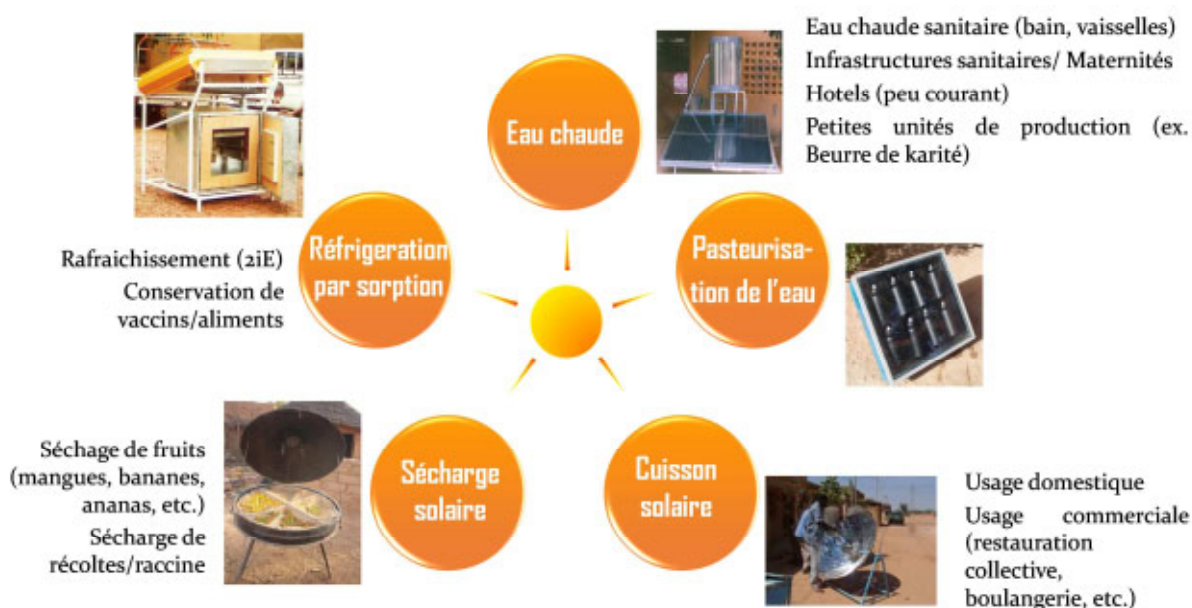 Eau chaude sanitaire (bain, vaisselles)
Infrastructures sanitaires/ Maternités
Hotels (peu courant)
Petites unités de production (ex.
Beurre de karité)
Eau chaude
Réfrigeration
par sorption
Rafraichissement (2iE)
Conservation de
vaccins/aliments
Pasteurisa-
tion de l'eau
Séchage de fruits
(mangues, bananes,
ananas, etc.)
Sécharge de
récoltes/raccine
Sécharge
solaire
Cuisson
solaire
Usage domestique
Usage commerciale
(restauration
collective,
boulangerie, etc.)